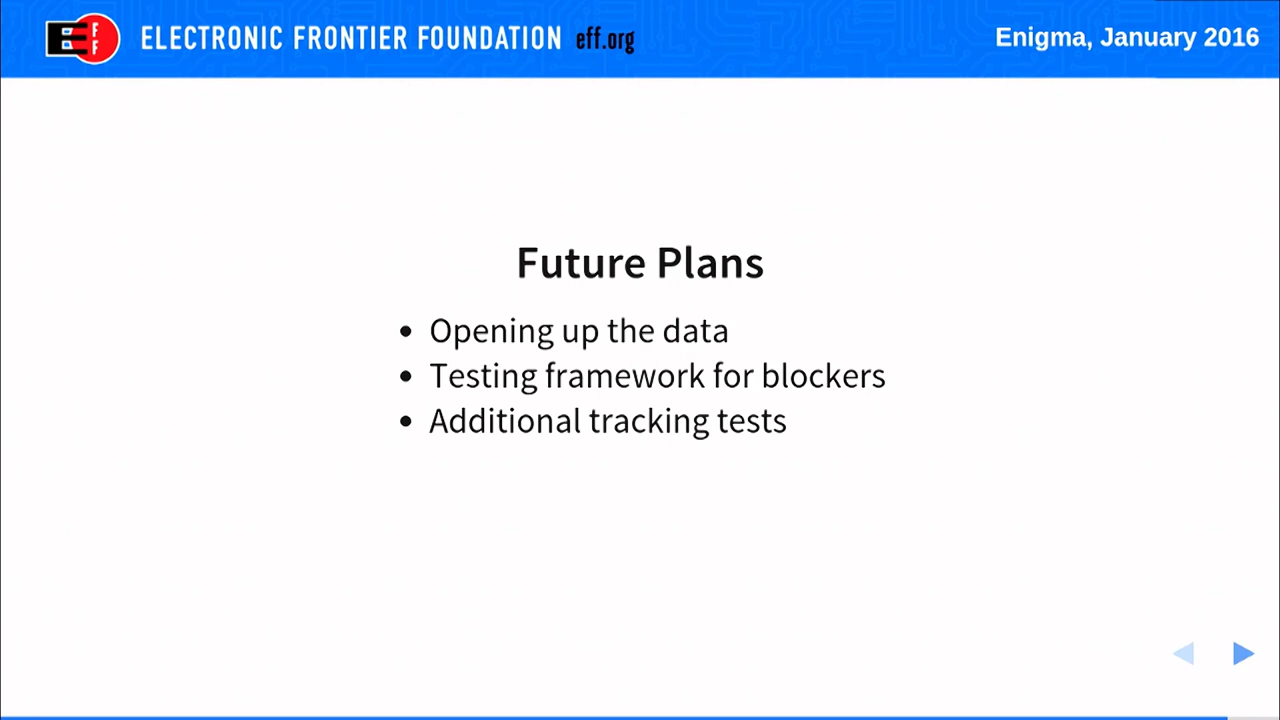 EFF ELECTRONIC FRONTIER FOUNDATION eff.org
Enigma, January 2016
Future Plans
• Opening up the data
• Testing framework for blockers
• Additional tracking tests